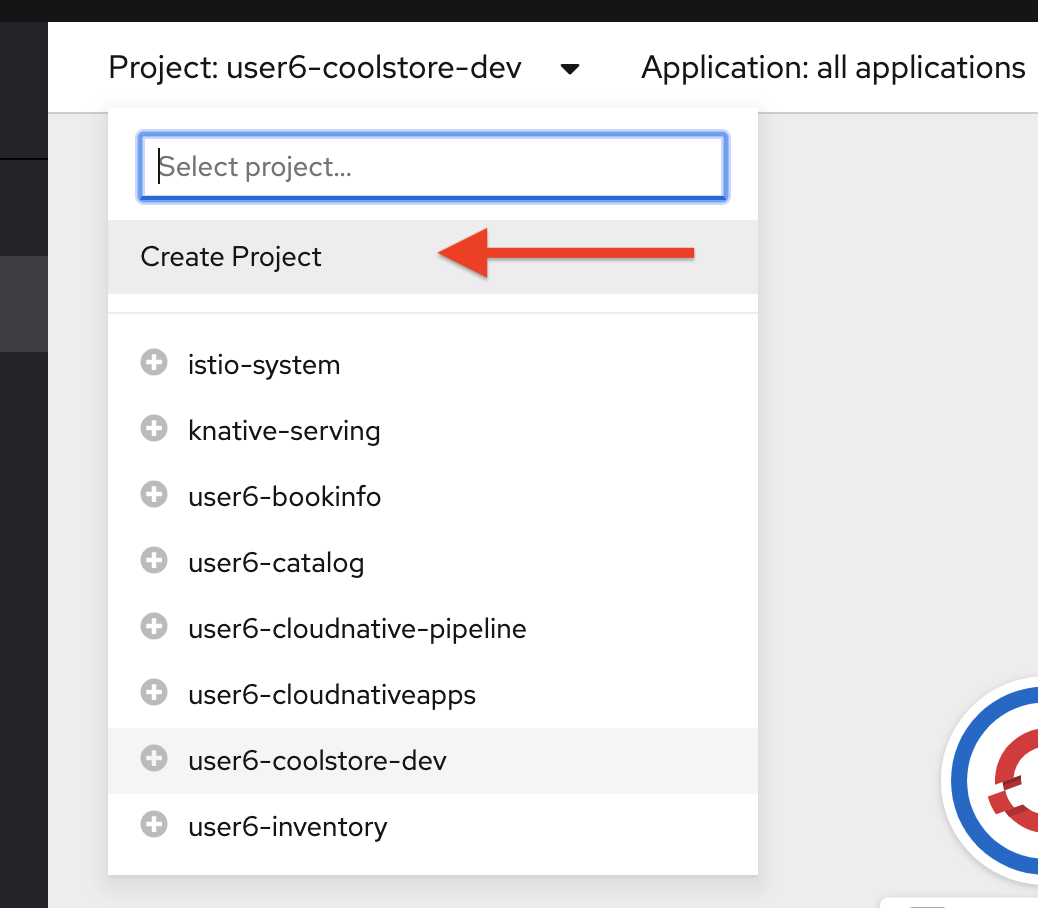 Project: user6-coolstore-dev Application: all applications
Select project...
Create Project
istio-system
knative-serving
user6-bookinfo
user6-catalog
user6-cloudnative-pipeline
user6-cloudnativeapps
user6-coolstore-dev
user6-inventory